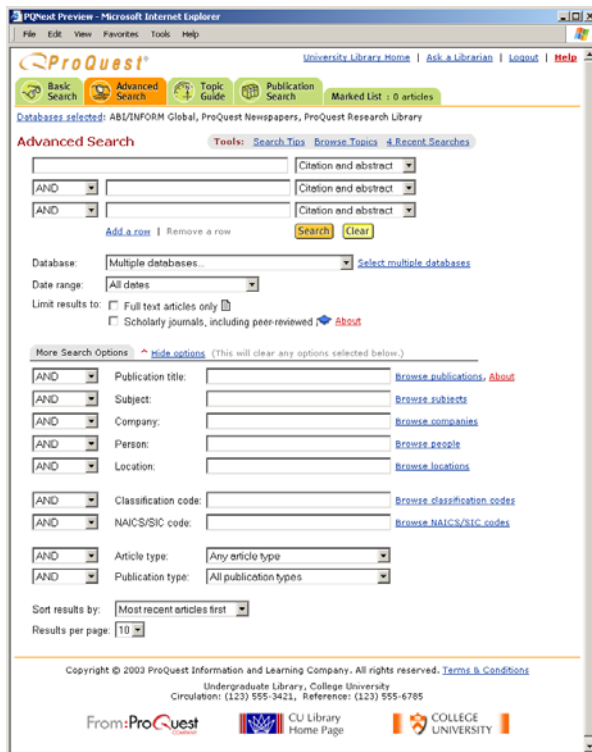 PQNext Preview - Microsoft Internet Explorer
File Edit View Favorites Tools Help
ProQuest®
University Library Home | Ask a Librarian | Logout | Help
Basic Search
Advanced Search
Topic Guide
Publication Search
Marked List : 0 articles
Databases selected: ABI/INFORM Global, ProQuest Newspapers, ProQuest Research Library
Advanced Search
Tools: Search Tips Browse Topics 4 Recent Searches
Citation and abstract
AND Citation and abstract
AND Citation and abstract
Add a row | Remove a row Search Clear
Database: Multiple databases... Select multiple databases
Date range: All dates
Limit results to: Full text articles only
Scholarly journals, including peer-reviewed About
More Search Options ^ Hide options (This will clear any options selected below.)
AND Publication title: Browse publications, About
AND Subject: Browse subjects
AND Company: Browse companies
AND Person: Browse people
AND Location: Browse locations
AND Classification code: Browse classification codes
AND NAICS/SIC code: Browse NAICS/SIC codes
AND Article type: Any article type
AND Publication type: All publication types
Sort results by: Most recent articles first
Results per page: 10
Copyright © 2003 ProQuest Information and Learning Company. All rights reserved. Terms & Conditions
Undergraduate Library, College University
Circulation: (123) 555-3421, Reference: (123) 555-6785
From:ProQuest COMPANY
CU Library Home Page
COLLEGE UNIVERSITY